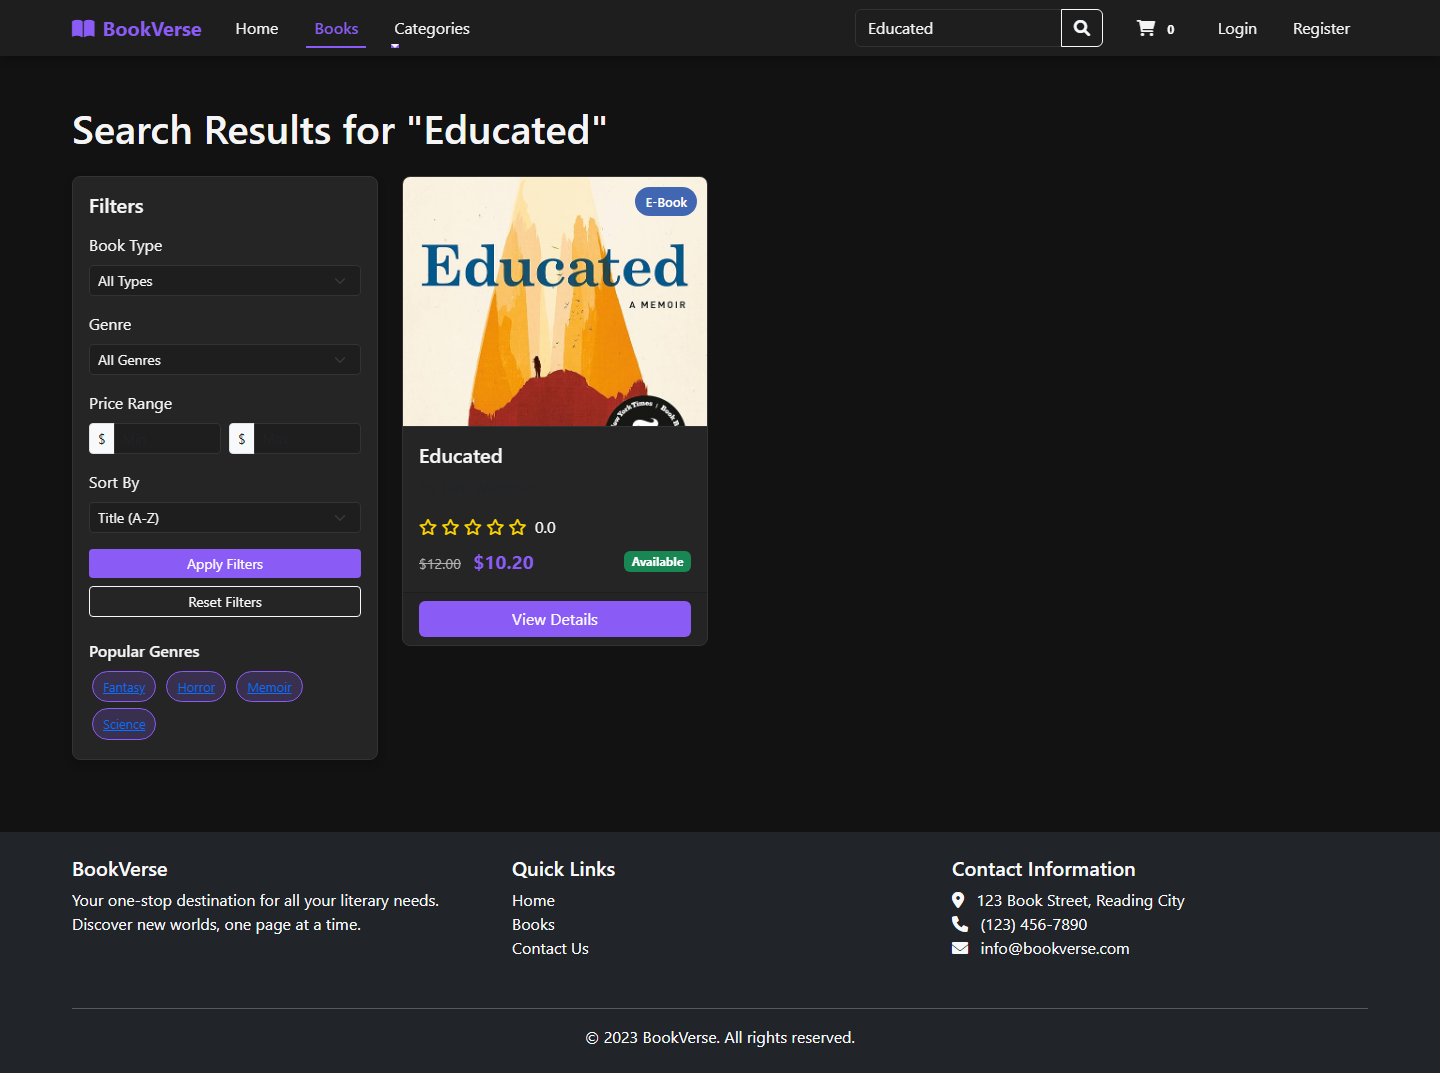 BookVerse
Home
Books
Categories
Educated
0
Login
Register
Search Results for "Educated"
Filters
Book Type
All Types
Genre
All Genres
Price Range
$
$
Sort By
Title (A-Z)
Apply Filters
Reset Filters
Popular Genres
Fantasy
Horror
Memoir
Science
E-Book
Educated
A MEMOIR
New York Times | Book R
Educated
0.0
$12.00 $10.20
Available
View Details
BookVerse
Your one-stop destination for all your literary needs.
Discover new worlds, one page at a time.
Quick Links
Home
Books
Contact Us
Contact Information
123 Book Street, Reading City
(123) 456-7890
info@bookverse.com
© 2023 BookVerse. All rights reserved.